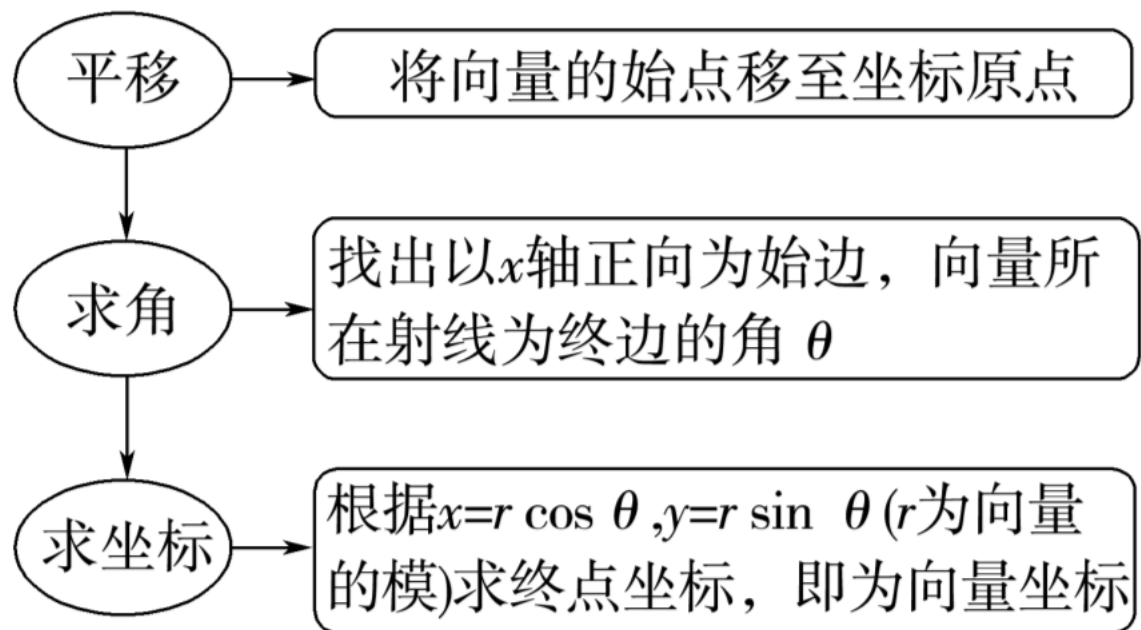 平移
将向量的始点移至坐标原点
求角
找出以x轴正向为始边，向量所
在射线为终边的角 θ
求坐标
根据x=r cos θ ,y=r sin θ (r为向量
的模)求终点坐标，即为向量坐标